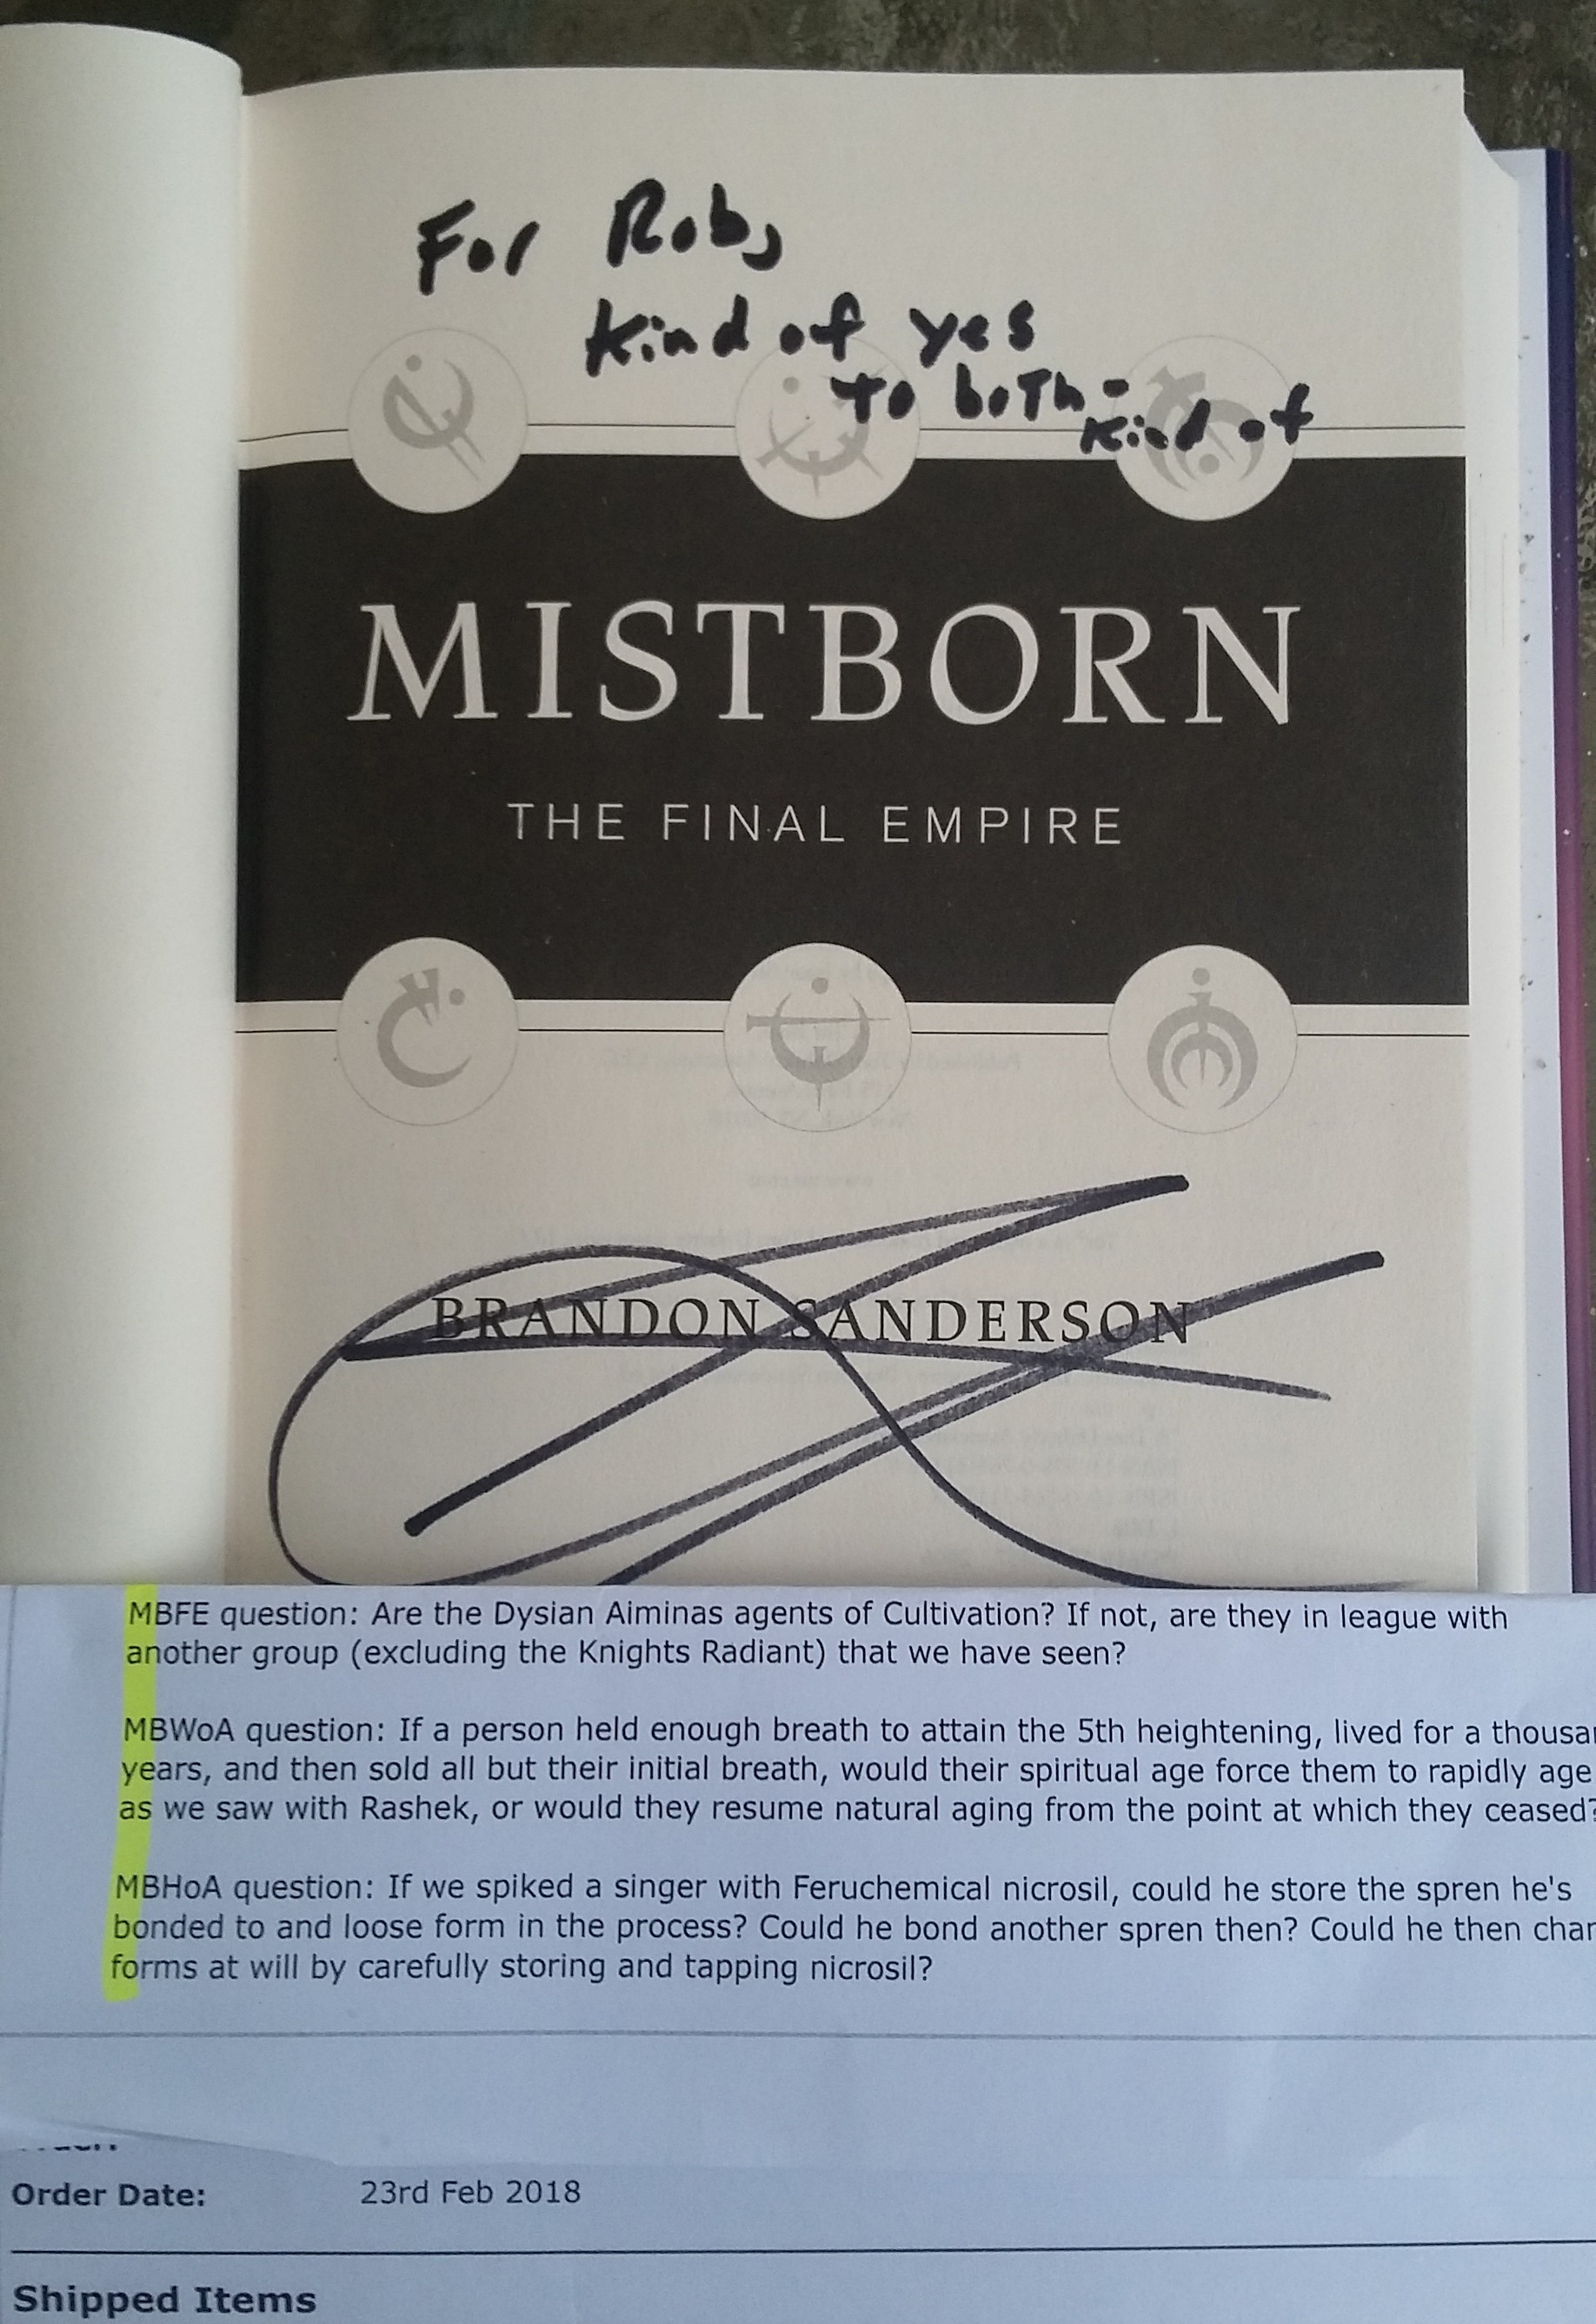 For Rob,
Kind of yes
to both -
kind of
MISTBORN
THE FINAL EMPIRE
BRANDON SANDERSON
MBFE question: Are the Dysian Aiminas agents of Cultivation? If not, are they in league with
another group (excluding the Knights Radiant) that we have seen?
MBWoA question: If a person held enough breath to attain the 5th heightening, lived for a thousa
years, and then sold all but their initial breath, would their spiritual age force them to rapidly age
as we saw with Rashek, or would they resume natural aging from the point at which they ceased?
MBHoA question: If we spiked a singer with Feruchemical nicrosil, could he store the spren he's
bonded to and loose form in the process? Could he bond another spren then? Could he then chan
forms at will by carefully storing and tapping nicrosil?
Order Date: 23rd Feb 2018
Shipped Items